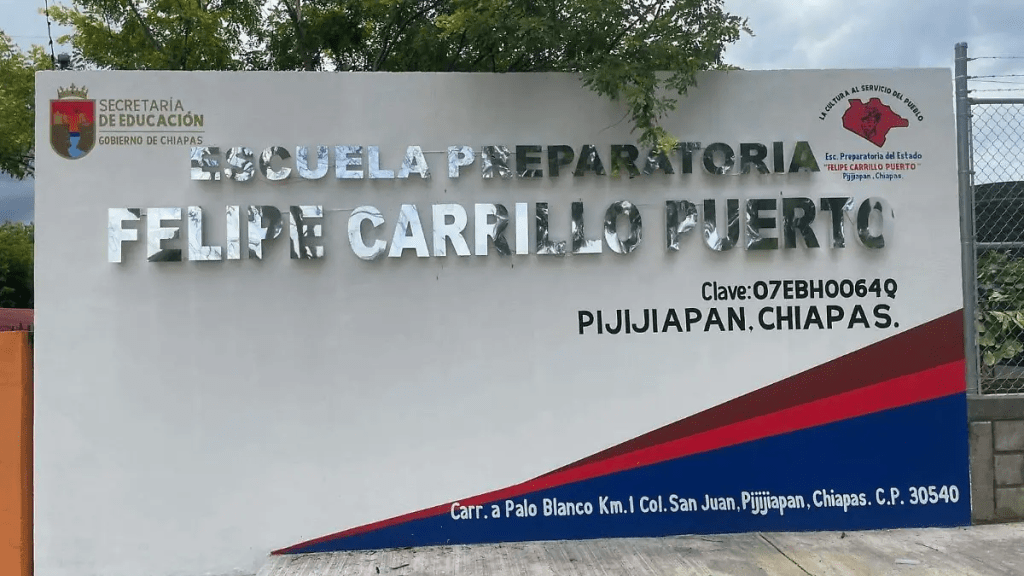 SECRETARÍA
DE EDUCACIÓN
GOBIERNO DE CHIAPAS
LA CULTURA AL SERVICIO DEL PUEBLO
Esc. Preparatoria del Estado
"FELIPE CARRILLO PUERTO"
Pijijiapan, Chiapas.
ESCUELA PREPARATORIA
FELIPE CARRILLO PUERTO
Clave: 07EBH0064Q
PIJIJIAPAN, CHIAPAS.
Carr. a Palo Blanco Km. 1 Col. San Juan, Pijijiapan, Chiapas. C.P. 30540